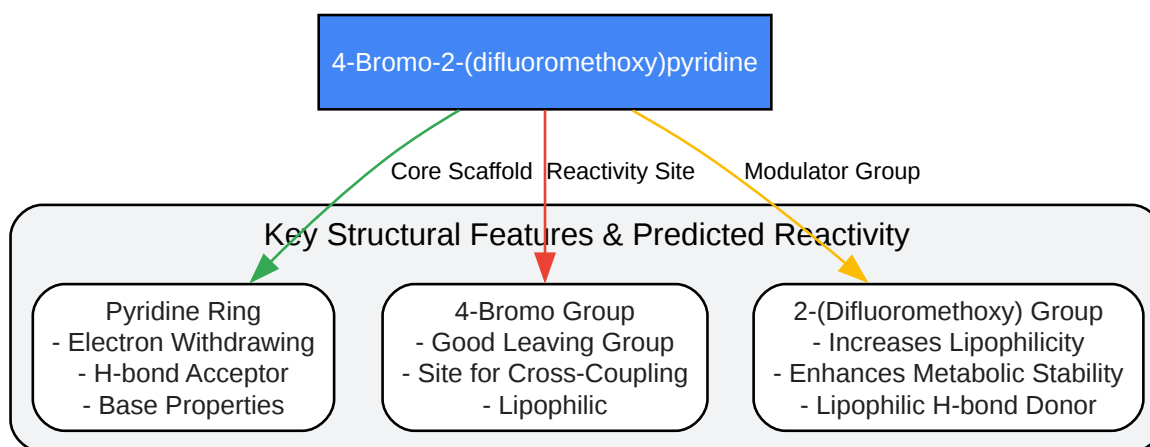 4-Bromo-2-(difluoromethoxy)pyridine
Core Scaffold
Reactivity Site
Modulator Group
Key Structural Features & Predicted Reactivity
Pyridine Ring
- Electron Withdrawing
- H-bond Acceptor
- Base Properties
4-Bromo Group
- Good Leaving Group
- Site for Cross-Coupling
- Lipophilic
2-(Difluoromethoxy) Group
- Increases Lipophilicity
- Enhances Metabolic Stability
- Lipophilic H-bond Donor